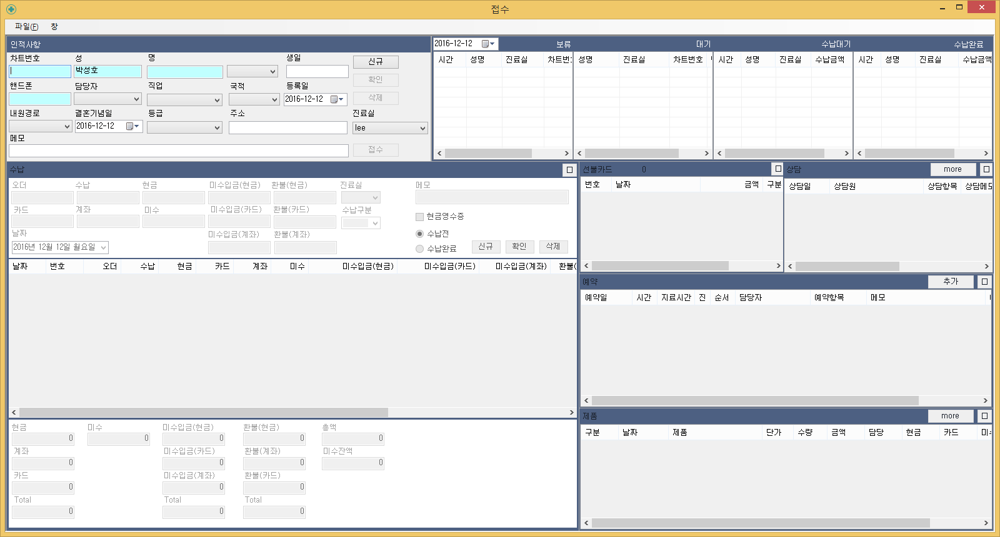 접수
파일(F) 창
인적사항
차트번호 성 명 생일 신규
박성호
확인
핸드폰 담당자 직업 국적 등록일
2016-12-12
삭제
내원경로 결혼기념일 등급 주소 진료실
2016-12-12 lee
메모
접수
2016-12-12 보류 대기 수납대기 수납완료
시간 성명 진료실 차트번 성명 진료실 차트번호 시간 성명 진료실 수납금액 시간 성명 진료실 수납금액
수납
오더 수납 현금 미수입금(현금) 환불(현금) 진료실 메모
카드 계좌 미수 미수입금(카드) 환불(카드) 수납구분
현금영수증
날짜 미수입금(계좌) 환불(계좌) 수납전
2016년 12월 12일 월요일
수납완료 신규 확인 삭제
날짜 번호 오더 수납 현금 카드 계좌 미수 미수입금(현금) 미수입금(카드) 미수입금(계좌) 환불(
현금 미수 미수입금(현금) 환불(현금) 총액
0 0 0 0 0
계좌 미수입금(카드) 환불(계좌) 미수잔액
0 0 0 0
카드 미수입금(계좌) 환불(카드)
0 0 0
Total Total Total
0 0 0
선불카드 0
번호 날짜 금액 구분
상담 more
상담일 상담원 상담항목 상담메모
예약 추가
예약일 시간 지료시간 진 순서 담당자 예약항목 메모
제품 more
구분 날짜 제품 단가 수량 금액 담당 현금 카드 미수